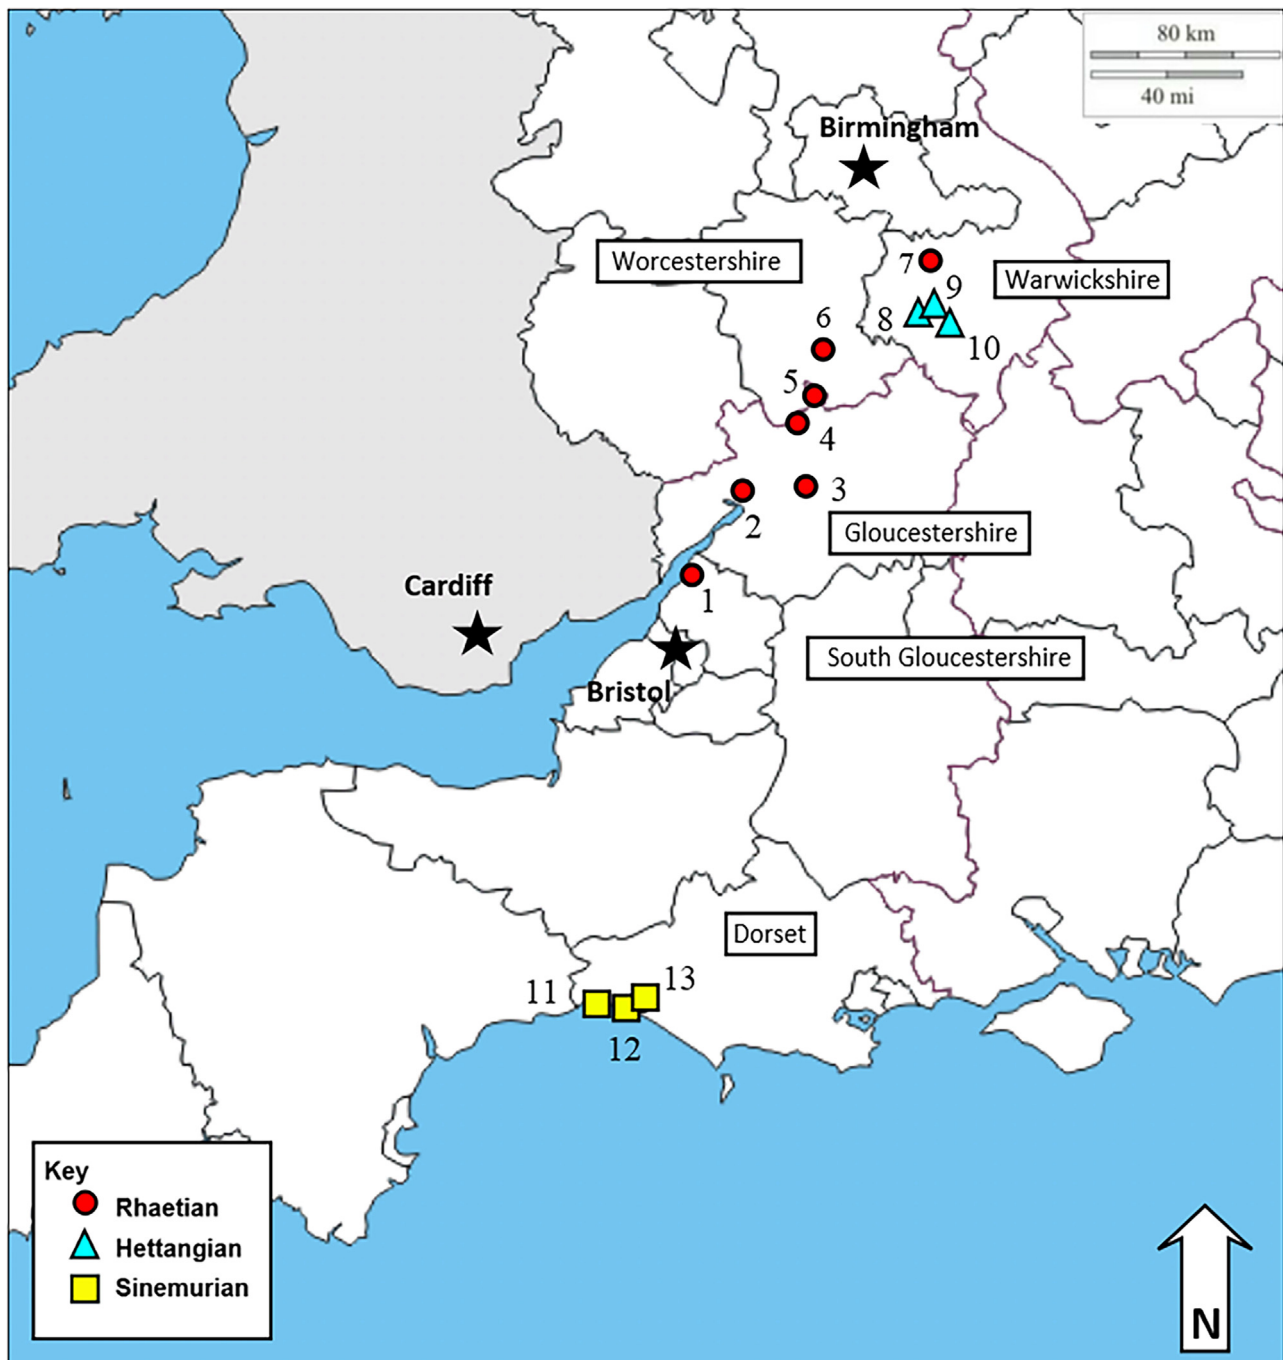 80 km
40 mi
Birmingham
Worcestershire
7
Warwickshire
9
8
6
10
5
4
3
2
Gloucestershire
Cardiff
1
South Gloucestershire
Bristol
Dorset
11
13
12
Key
Rhaetian
Hettangian
Sinemurian
N